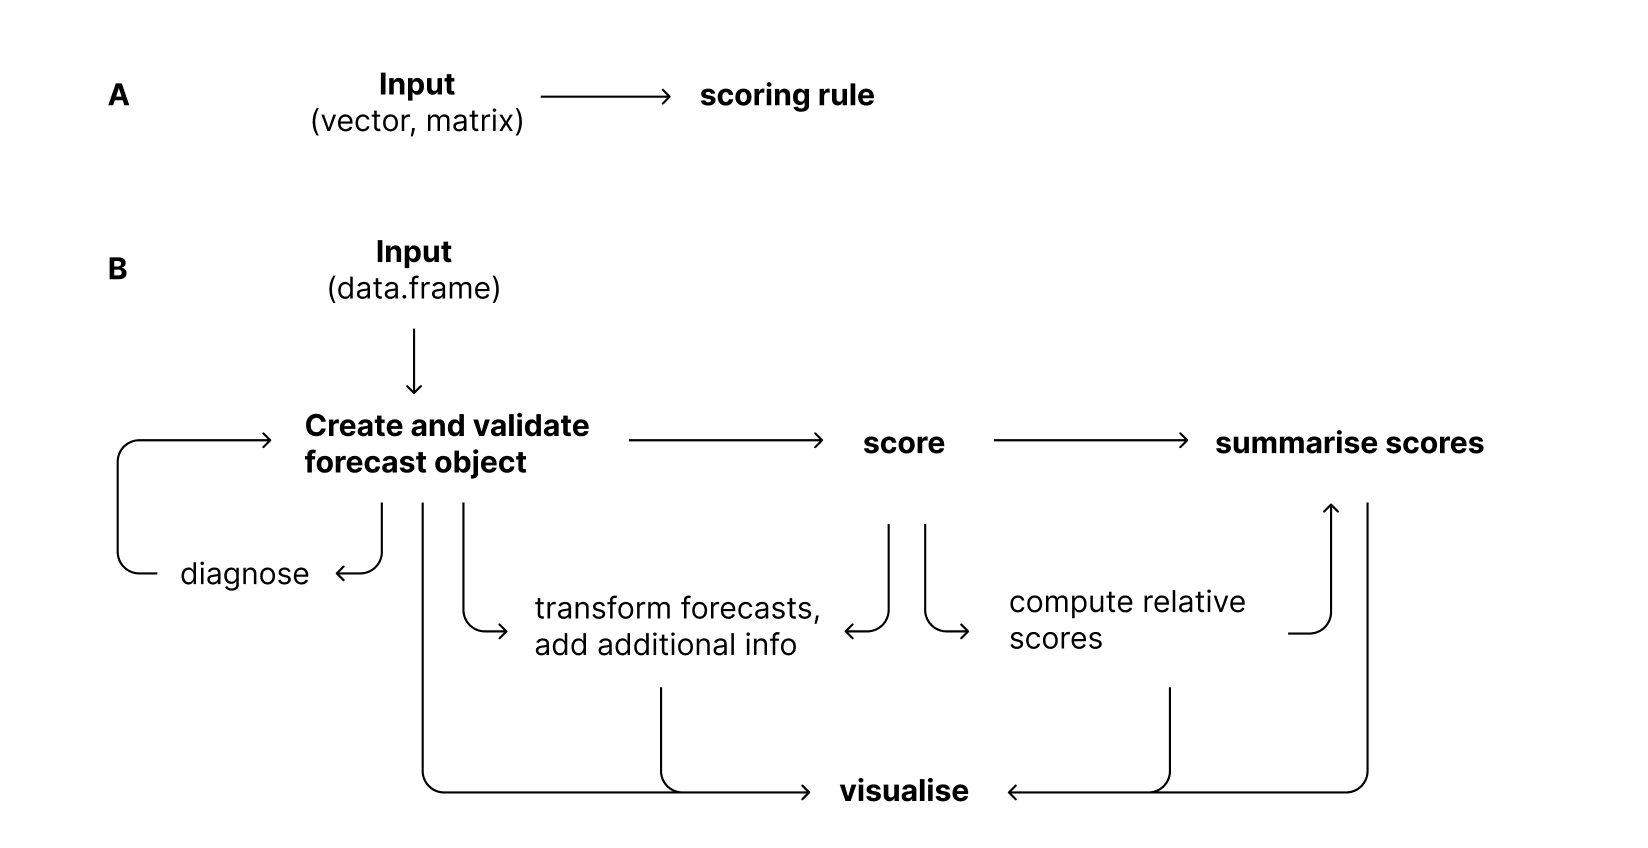 A
Input
(vector, matrix)
scoring rule
B
Input
(data.frame)
Create and validate
forecast object
score
summarise scores
diagnose
transform forecasts,
add additional info
compute relative
scores
visualise